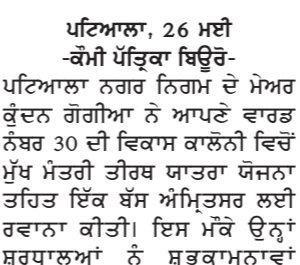 ਪਟਿਆਲਾ, 26 ਮਈ
-ਕੌਮੀ ਪੱਤ੍ਰਿਕਾ ਬਿਊਰੋ-
ਪਟਿਆਲਾ ਨਗਰ ਨਿਗਮ ਦੇ ਮੇਅਰ
ਕੁੰਦਨ ਗੋਗੀਆ ਨੇ ਆਪਣੇ ਵਾਰਡ
ਨੰਬਰ 30 ਦੀ ਵਿਕਾਸ ਕਾਲੋਨੀ ਵਿਚੋਂ
ਮੁੱਖ ਮੰਤਰੀ ਤੀਰਥ ਯਾਤਰਾ ਯੋਜਨਾ
ਤਹਿਤ ਇੱਕ ਬੱਸ ਅੰਮ੍ਰਿਤਸਰ ਲਈ
ਰਵਾਨਾ ਕੀਤੀ। ਇਸ ਮੌਕੇ ਉਨ੍ਹਾਂ
ਸ਼ਰਧਾਲੂਆਂ ਨੂੰ ਸ਼ੁਭਕਾਮਨਾਵਾਂ